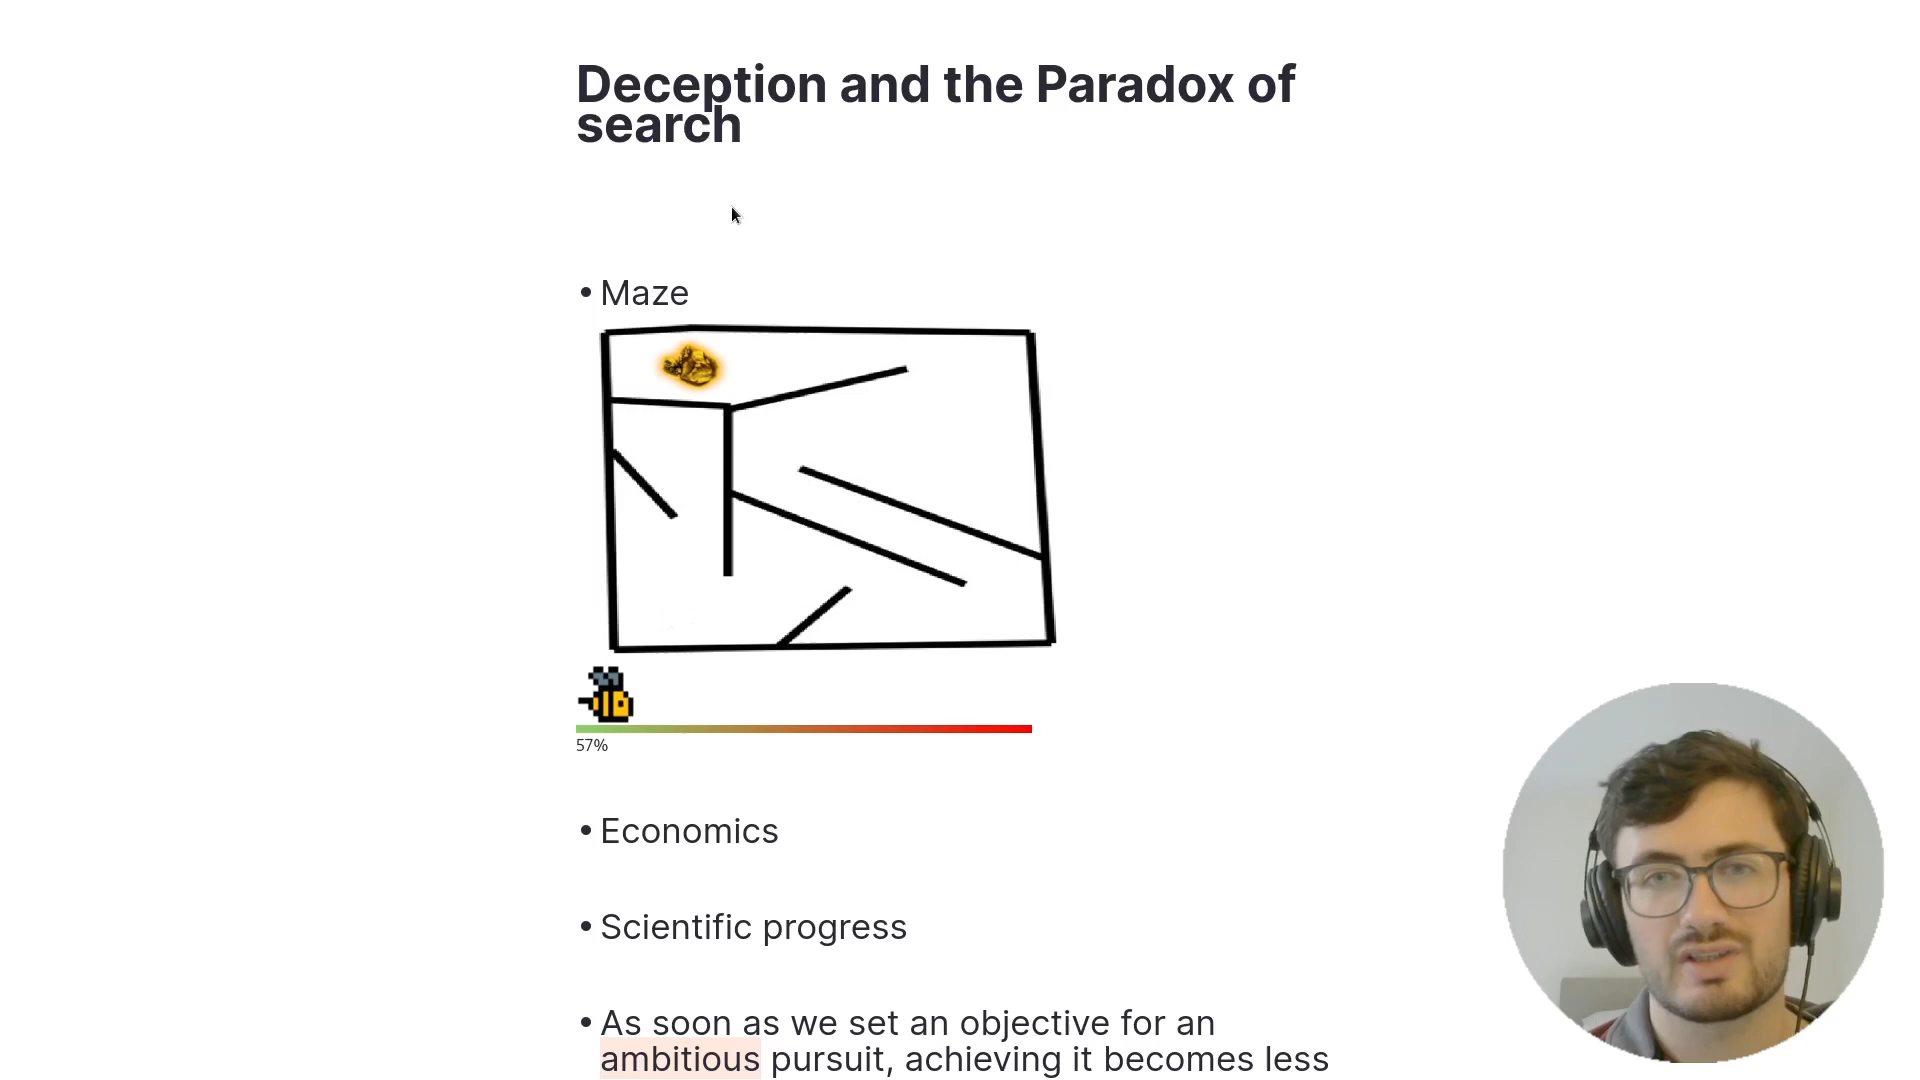 Deception and the Paradox of
search
• Maze
57%
• Economics
• Scientific progress
• As soon as we set an objective for an
ambitious pursuit, achieving it becomes less